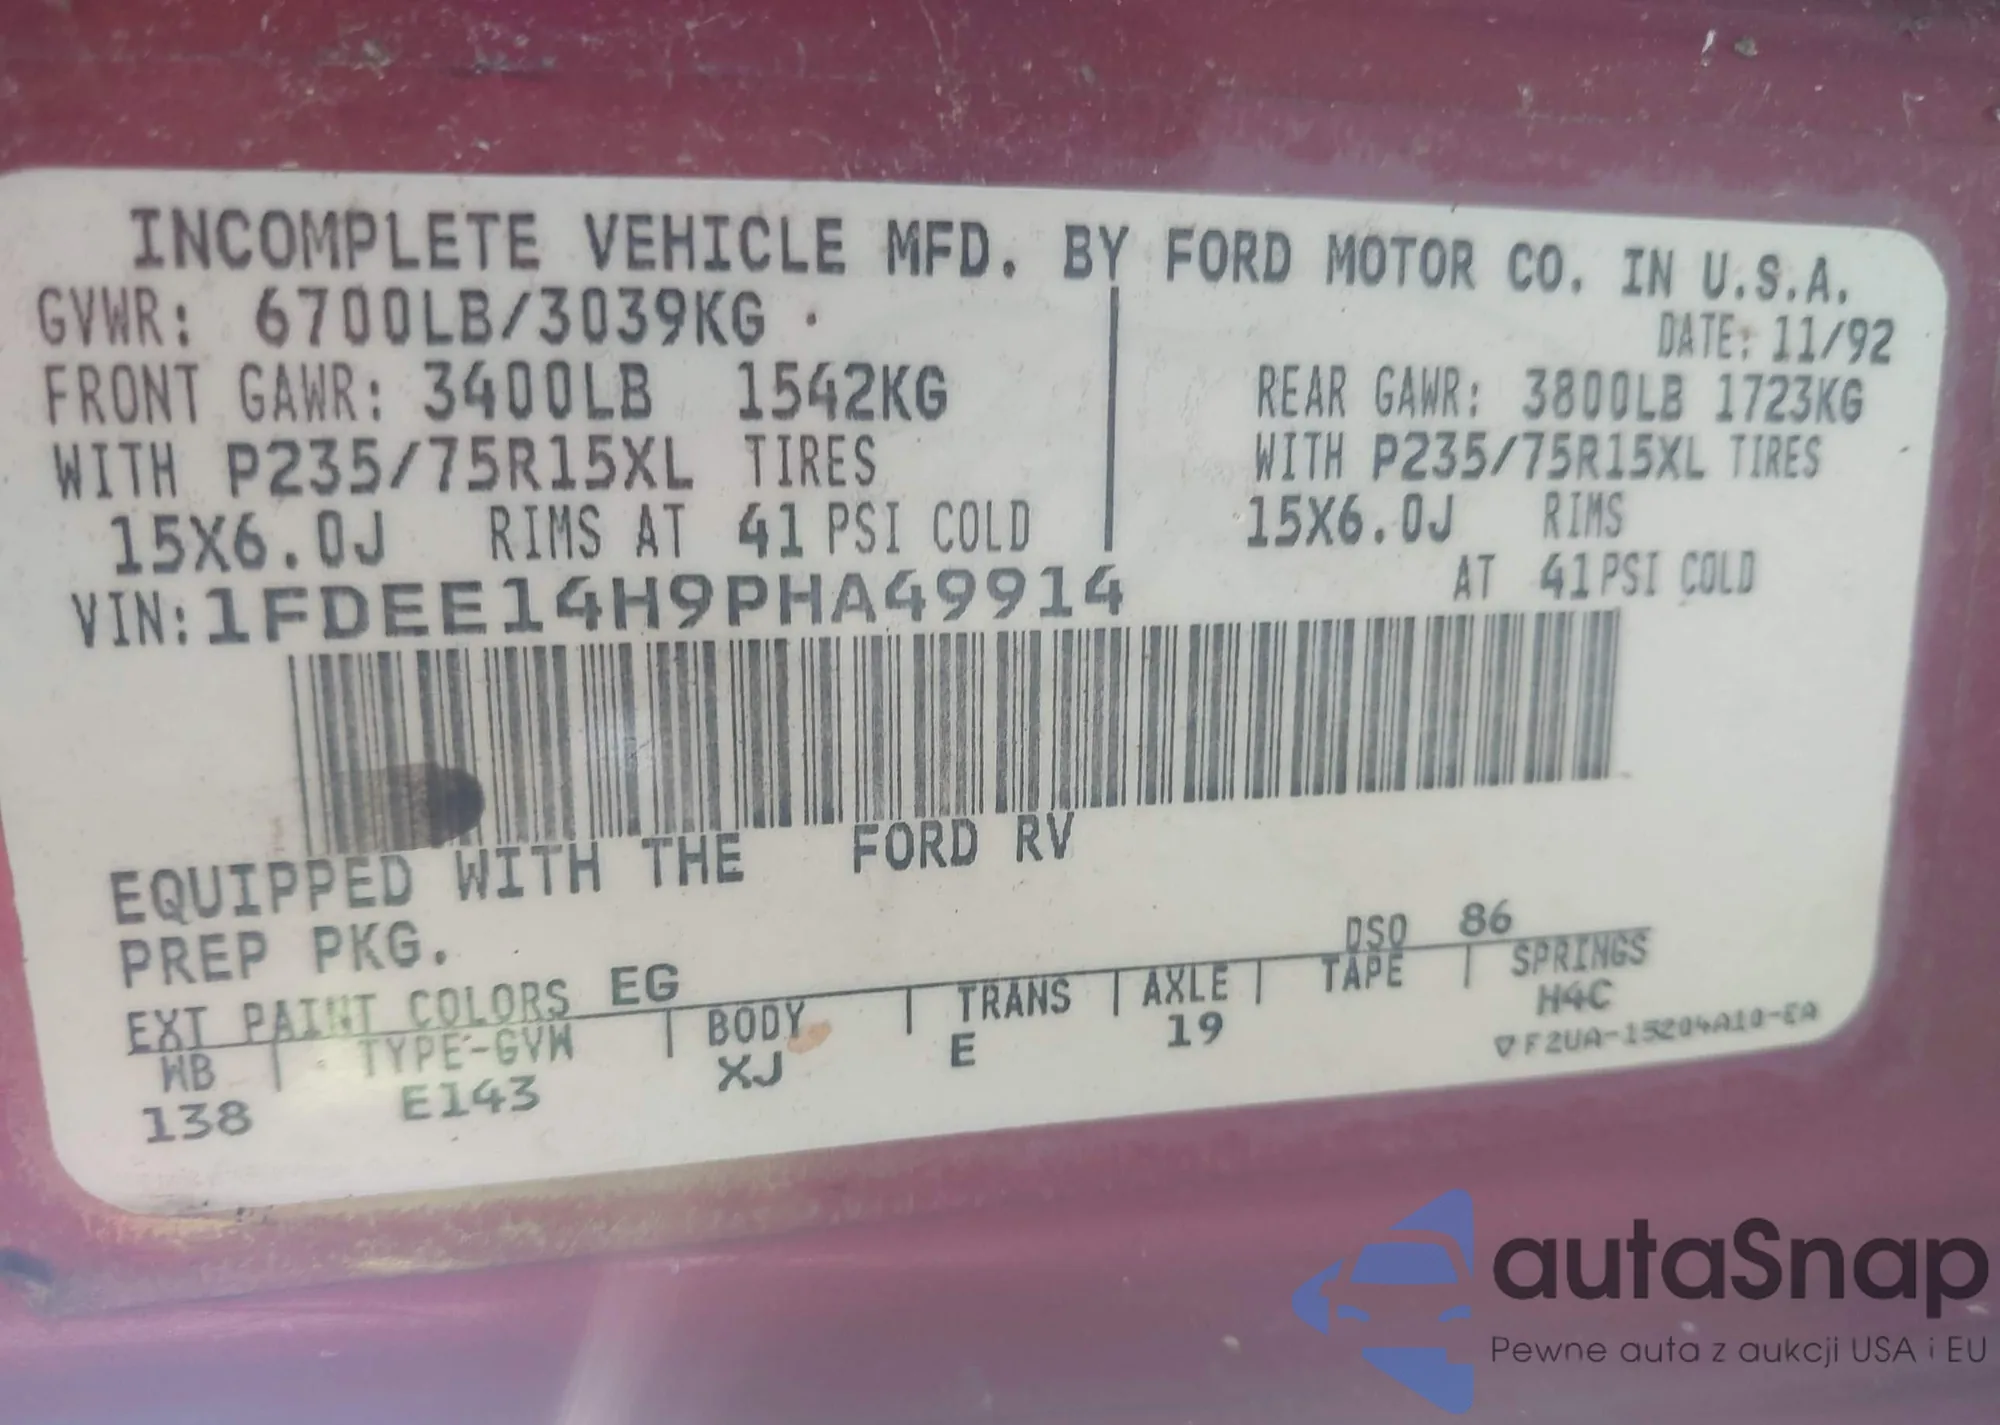 INCOMPLETE VEHICLE MFD. BY FORD MOTOR CO. IN U.S.A.
GVWR: 6700LB/3039KG
DATE: 11/92
FRONT GAWR: 3400LB 1542KG
WITH P235/75R15XL TIRES
15X6.0J RIMS AT 41 PSI COLD
REAR GAWR: 3800LB 1723KG
WITH P235/75R15XL TIRES
15X6.0J RIMS
AT 41 PSI COLD
VIN: 1FDEE14H9PHA49914
EQUIPPED WITH THE FORD RV
PREP PKG.
EXT PAINT COLORS EG DSO 86
WB | TYPE-GVW | BODY | TRANS | AXLE | TAPE | SPRINGS
138 E143 XJ E 19 H4C
▽F2UA-15204A10-EA
autaSnap
Pewne auta z aukcji USA i EU